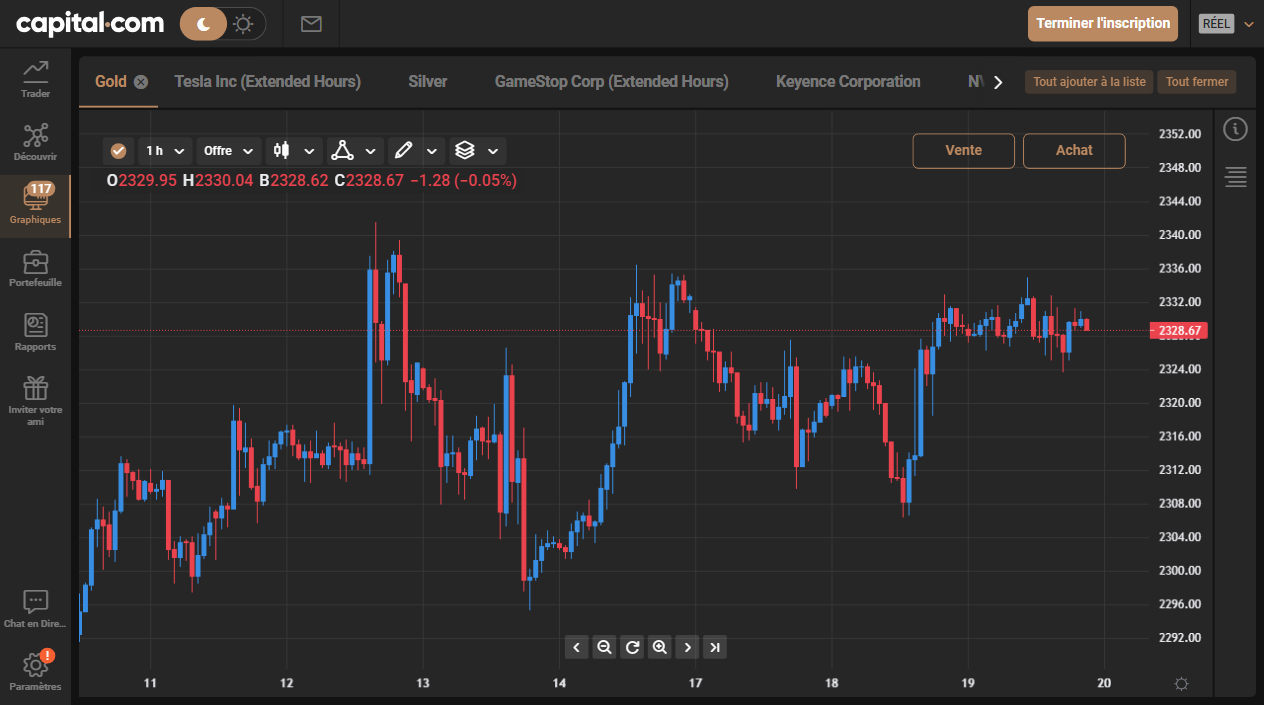 capital.com
Terminer l'inscription
RÉEL
Trader
Découvrir
117
Graphiques
Portefeuille
Rapports
Inviter votre
ami
Chat en Dire...
!
Paramètres
Gold
Tesla Inc (Extended Hours)
Silver
GameStop Corp (Extended Hours)
Keyence Corporation
Tout ajouter à la liste
Tout fermer
1 h
Offre
Vente
Achat
O2329.95 H2330.04 B2328.62 C2328.67 −1.28 (−0.05%)
2352.00
2348.00
2344.00
2340.00
2336.00
2332.00
2328.67
2324.00
2320.00
2316.00
2312.00
2308.00
2304.00
2300.00
2296.00
2292.00
11 12 13 14 17 18 19 20